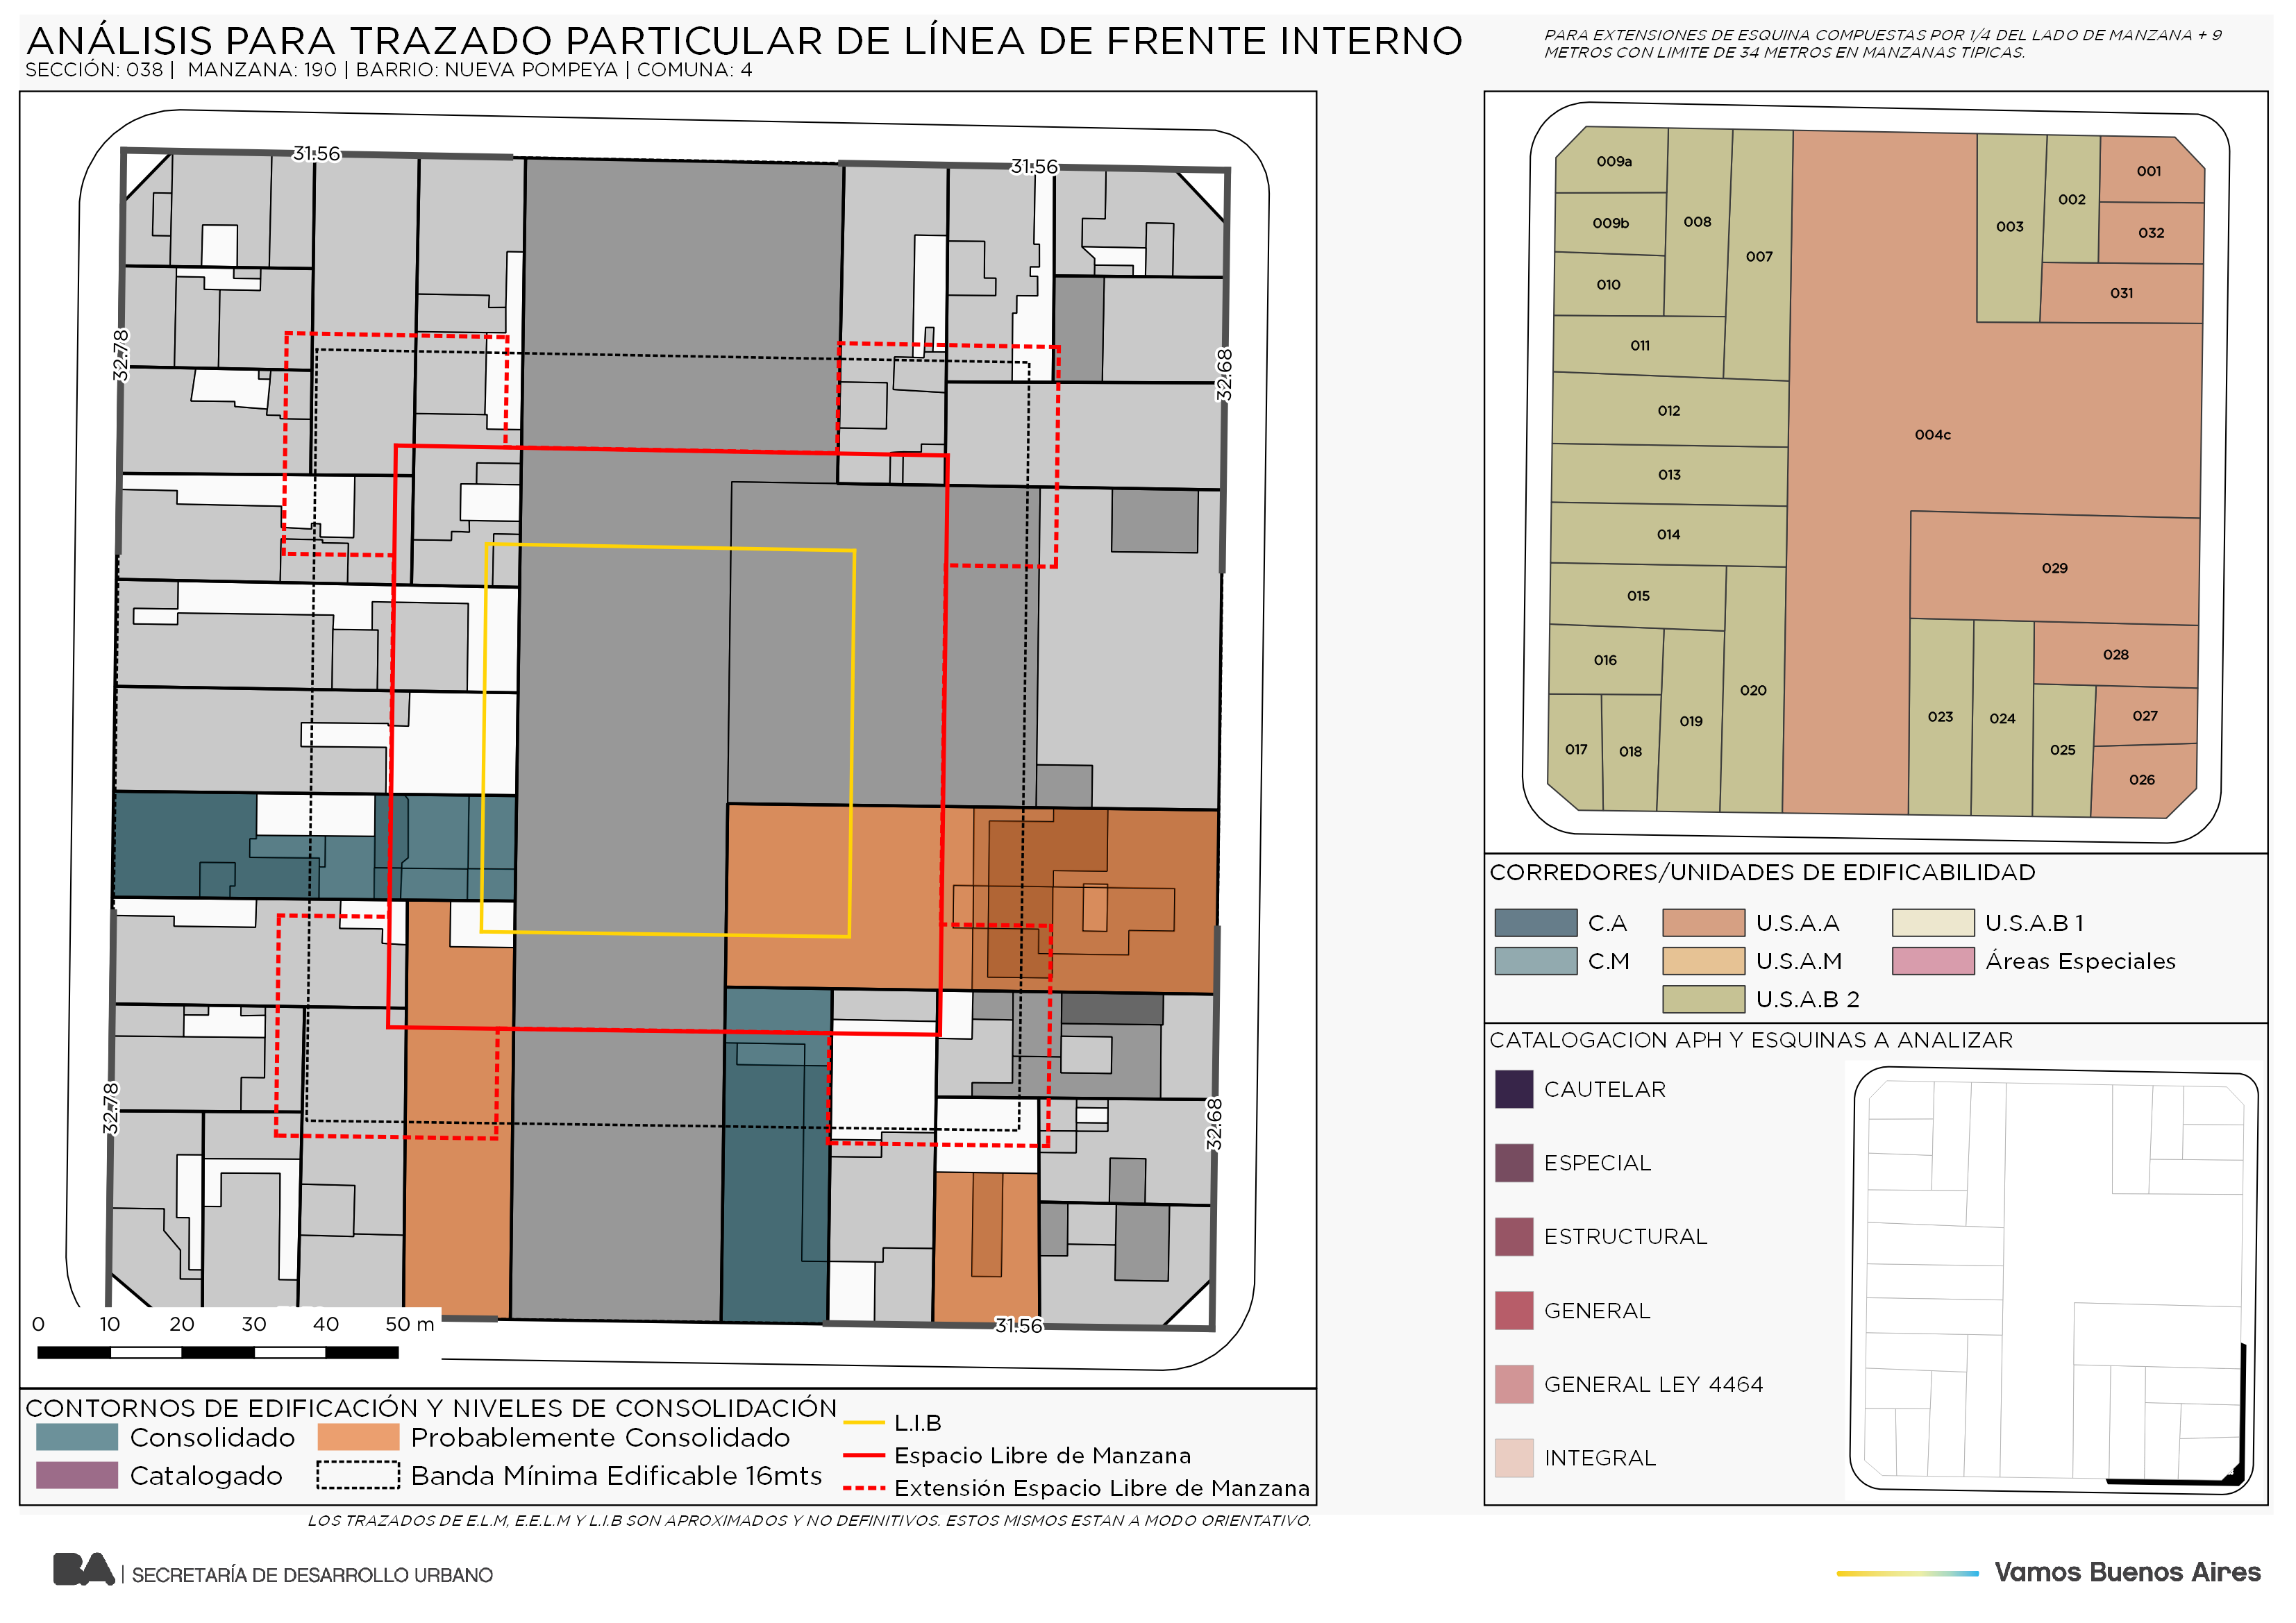 ANÁLISIS PARA TRAZADO PARTICULAR DE LÍNEA DE FRENTE INTERNO
SECCIÓN: 038 | MANZANA: 190 | BARRIO: NUEVA POMPEYA | COMUNA: 4
PARA EXTENSIONES DE ESQUINA COMPUESTAS POR 1/4 DEL LADO DE MANZANA + 9
METROS CON LIMITE DE 34 METROS EN MANZANAS TIPICAS.
31.56
31.56
32.78
32.68
32.78
32.68
31.56
0 10 20 30 40 50 m
CONTORNOS DE EDIFICACIÓN Y NIVELES DE CONSOLIDACIÓN
Consolidado
Probablemente Consolidado
Catalogado
Banda Mínima Edificable 16mts
L.I.B
Espacio Libre de Manzana
Extensión Espacio Libre de Manzana
009a
008
007
003
002
001
009b
032
010
031
011
012
004c
013
014
029
015
016
020
028
019
023
024
027
017
018
025
026
CORREDORES/UNIDADES DE EDIFICABILIDAD
C.A
U.S.A.A
U.S.A.B 1
C.M
U.S.A.M
Áreas Especiales
U.S.A.B 2
CATALOGACION APH Y ESQUINAS A ANALIZAR
CAUTELAR
ESPECIAL
ESTRUCTURAL
GENERAL
GENERAL LEY 4464
INTEGRAL
LOS TRAZADOS DE E.L.M, E.E.L.M Y L.I.B SON APROXIMADOS Y NO DEFINITIVOS. ESTOS MISMOS ESTAN A MODO ORIENTATIVO.
BA | SECRETARÍA DE DESARROLLO URBANO
Vamos Buenos Aires